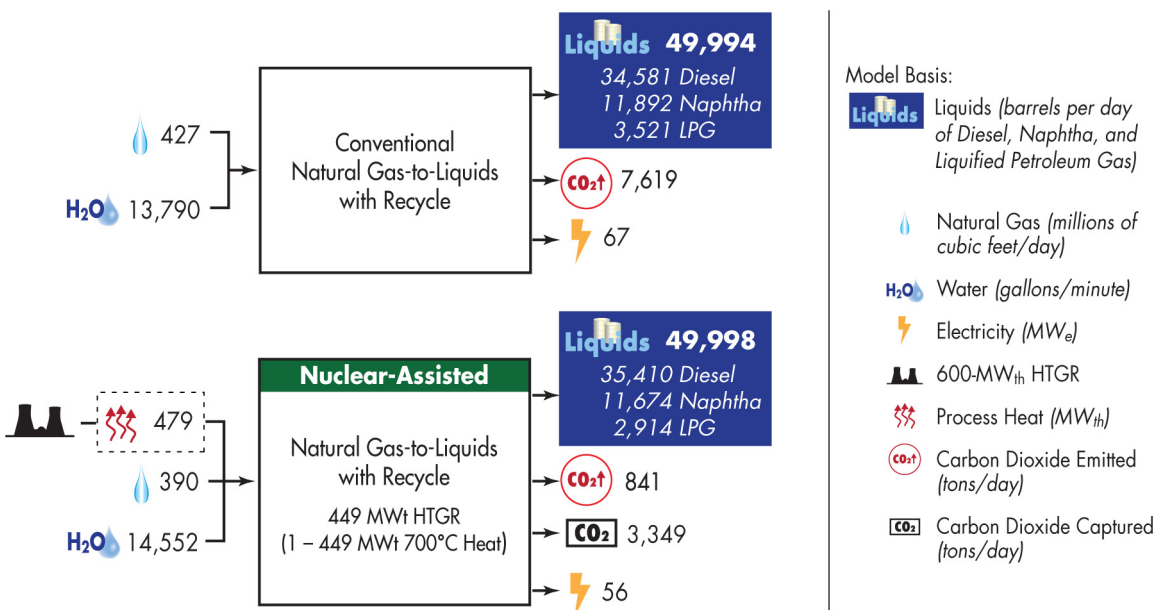 Liquids 49,994
34,581 Diesel
11,892 Naphtha
3,521 LPG
427
H₂O 13,790
Conventional
Natural Gas-to-Liquids
with Recycle
CO₂↑ 7,619
67
Liquids 49,998
35,410 Diesel
11,674 Naphtha
2,914 LPG
Nuclear-Assisted
479
390
H₂O 14,552
Natural Gas-to-Liquids
with Recycle
449 MWt HTGR
(1 – 449 MWt 700°C Heat)
CO₂↑ 841
CO₂ 3,349
56
Model Basis:
Liquids Liquids (barrels per day
of Diesel, Naphtha, and
Liquified Petroleum Gas)
Natural Gas (millions of
cubic feet/day)
H₂O Water (gallons/minute)
Electricity (MWₑ)
600-MWₜₕ HTGR
Process Heat (MWₜₕ)
CO₂↑ Carbon Dioxide Emitted
(tons/day)
CO₂ Carbon Dioxide Captured
(tons/day)